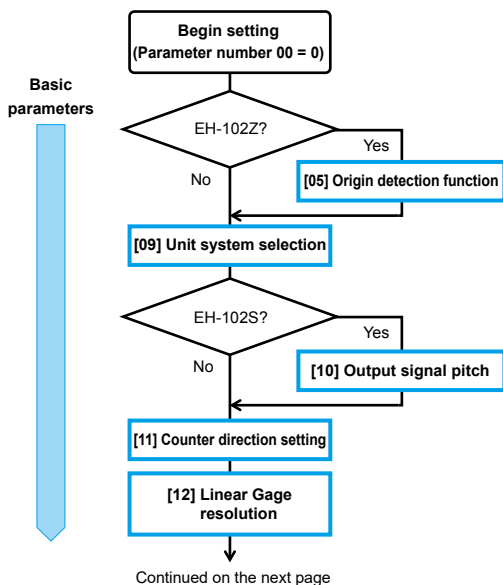 Begin setting
(Parameter number 00 = 0)
Basic
parameters
EH-102Z?
Yes
No
[05] Origin detection function
[09] Unit system selection
EH-102S?
Yes
No
[10] Output signal pitch
[11] Counter direction setting
[12] Linear Gage
resolution
Continued on the next page